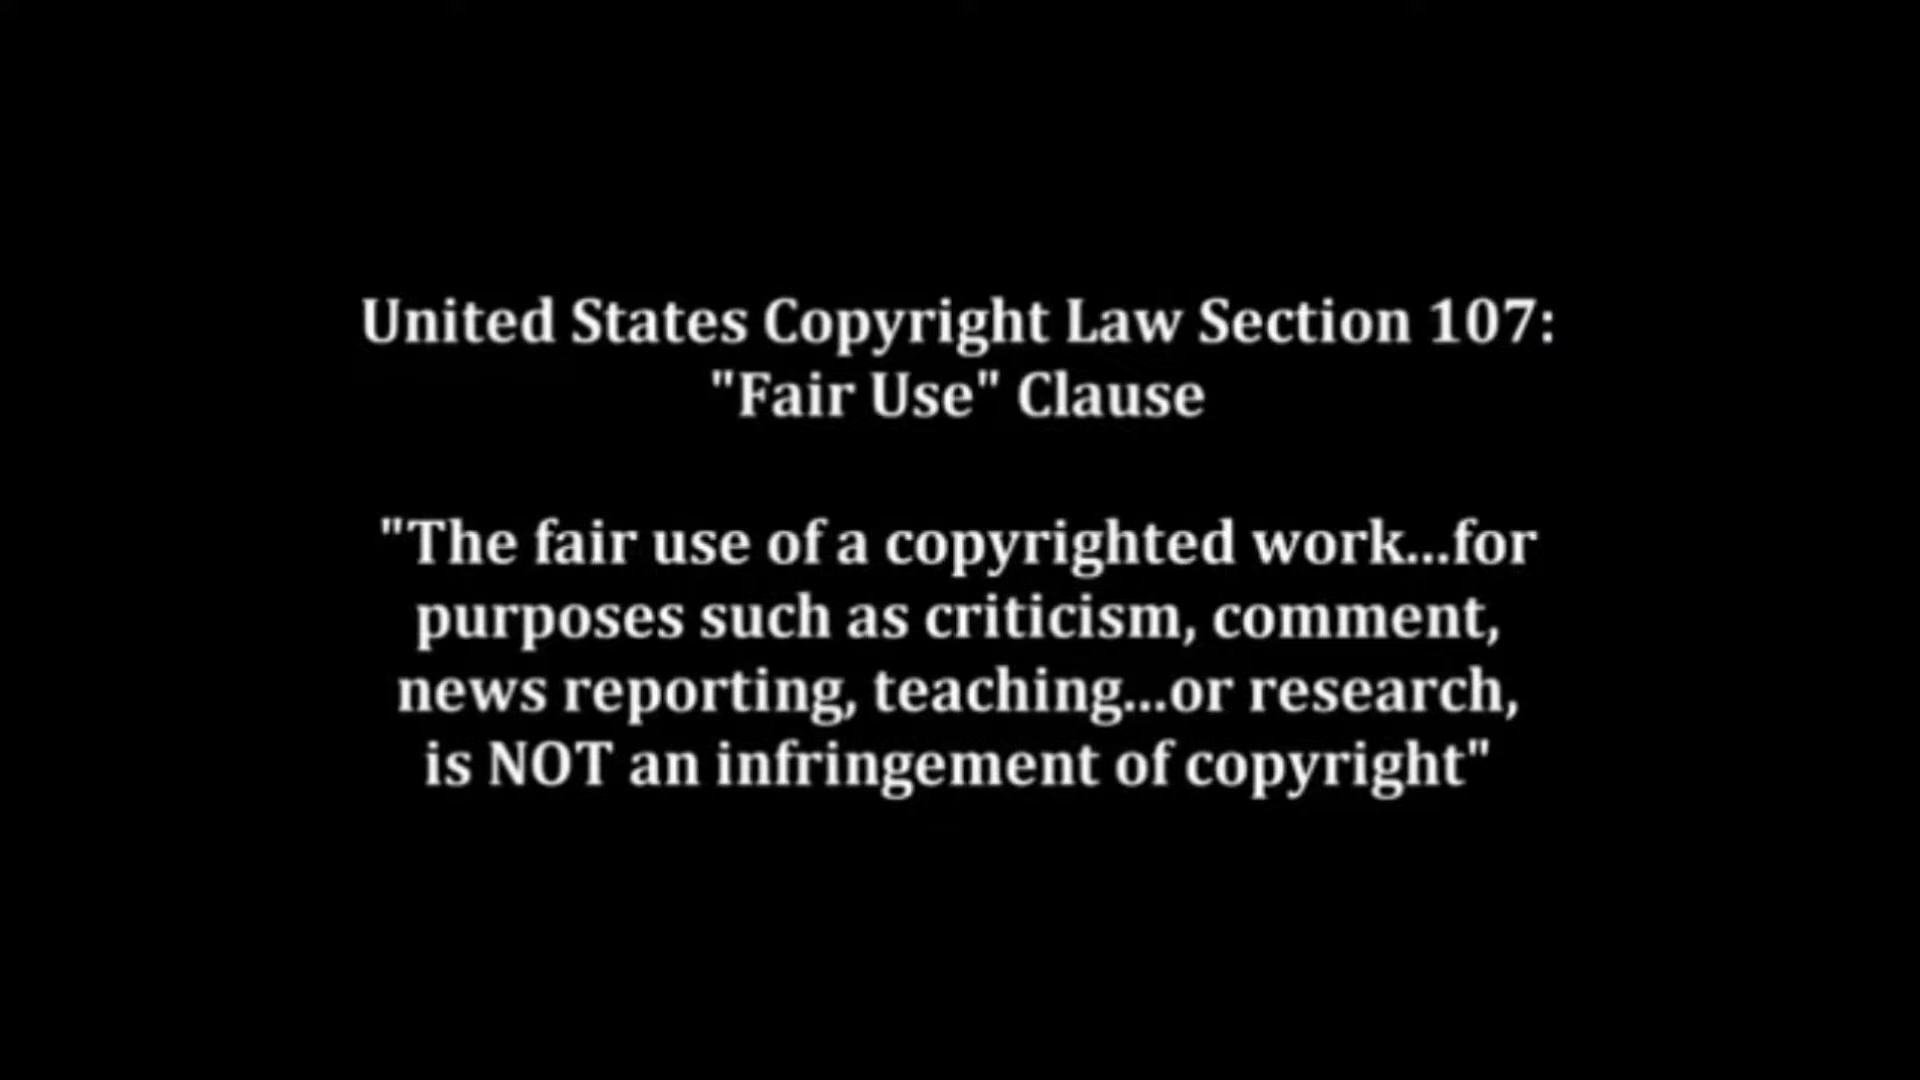 United States Copyright Law Section 107:
"Fair Use" Clause
"The fair use of a copyrighted work...for
purposes such as criticism, comment,
news reporting, teaching...or research,
is NOT an infringement of copyright"